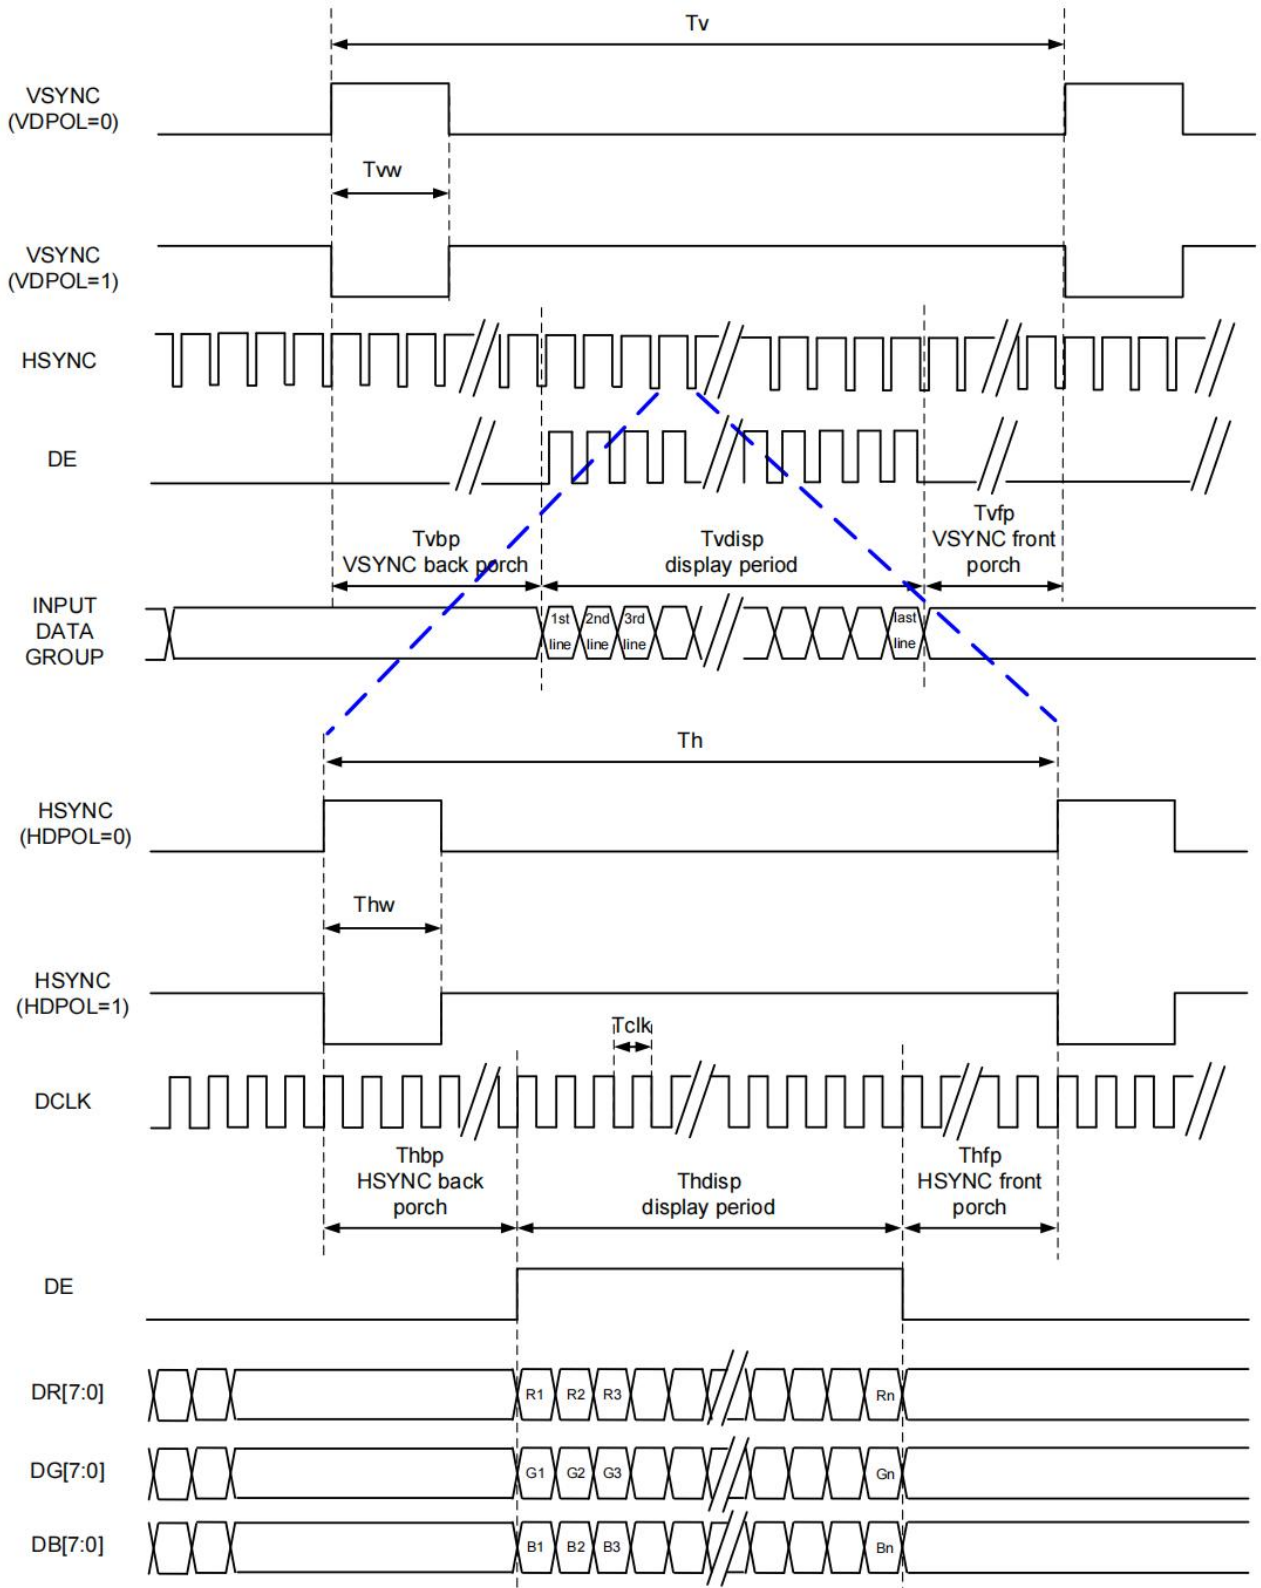 Tv
VSYNC
(VDPOL=0)
Tvw
VSYNC
(VDPOL=1)
HSYNC
DE
Tvbp
VSYNC back porch
Tvdisp
display period
Tvfp
VSYNC front
porch
INPUT
DATA
GROUP
1st
line
2nd
line
3rd
line
last
line
Th
HSYNC
(HDPOL=0)
Thw
HSYNC
(HDPOL=1)
Tclk
DCLK
Thbp
HSYNC back
porch
Thdisp
display period
Thfp
HSYNC front
porch
DE
DR[7:0]
R1 R2 R3 Rn
DG[7:0]
G1 G2 G3 Gn
DB[7:0]
B1 B2 B3 Bn